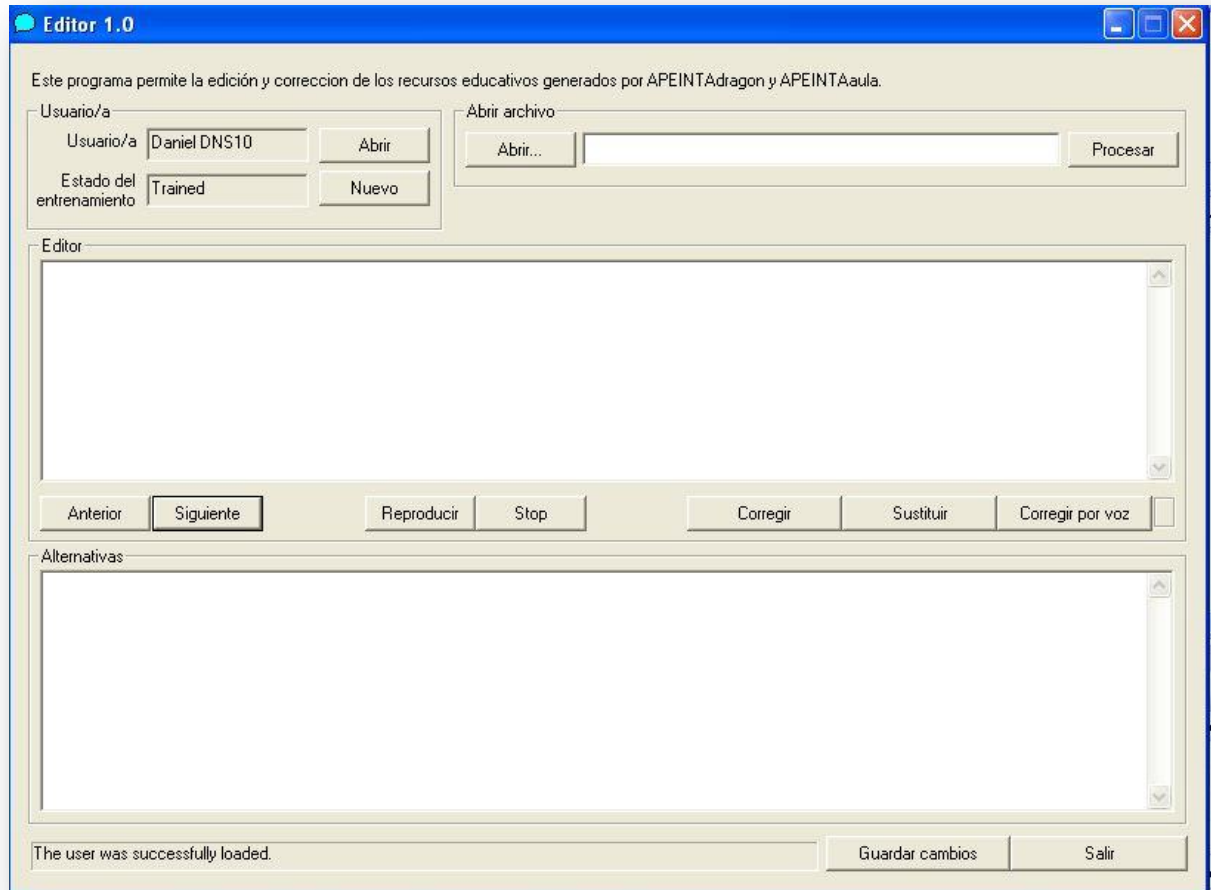 Editor 1.0
Este programa permite la edición y correccion de los recursos educativos generados por APEINTAdragon y APEINTAaula.
Usuario/a
Usuario/a Daniel DNS10 Abrir
Estado del
entrenamiento Trained Nuevo
Abrir archivo
Abrir... Procesar
Editor
Anterior Siguiente Reproducir Stop Corregir Sustituir Corregir por voz
Alternativas
The user was successfully loaded. Guardar cambios Salir